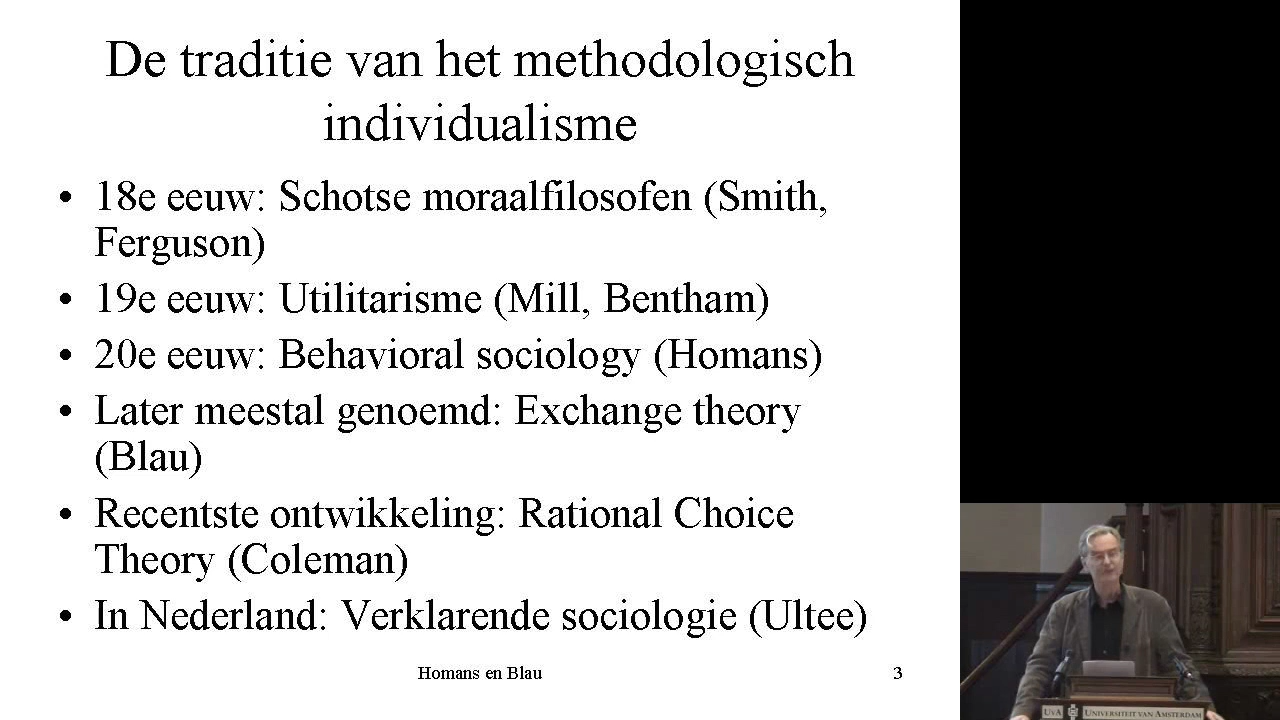 De traditie van het methodologisch
individualisme
• 18e eeuw: Schotse moraalfilosofen (Smith,
Ferguson)
• 19e eeuw: Utilitarisme (Mill, Bentham)
• 20e eeuw: Behavioral sociology (Homans)
• Later meestal genoemd: Exchange theory
(Blau)
• Recentste ontwikkeling: Rational Choice
Theory (Coleman)
• In Nederland: Verklarende sociologie (Ultee)
Homans en Blau
3
UvA UNIVERSITEIT VAN AMSTERDAM